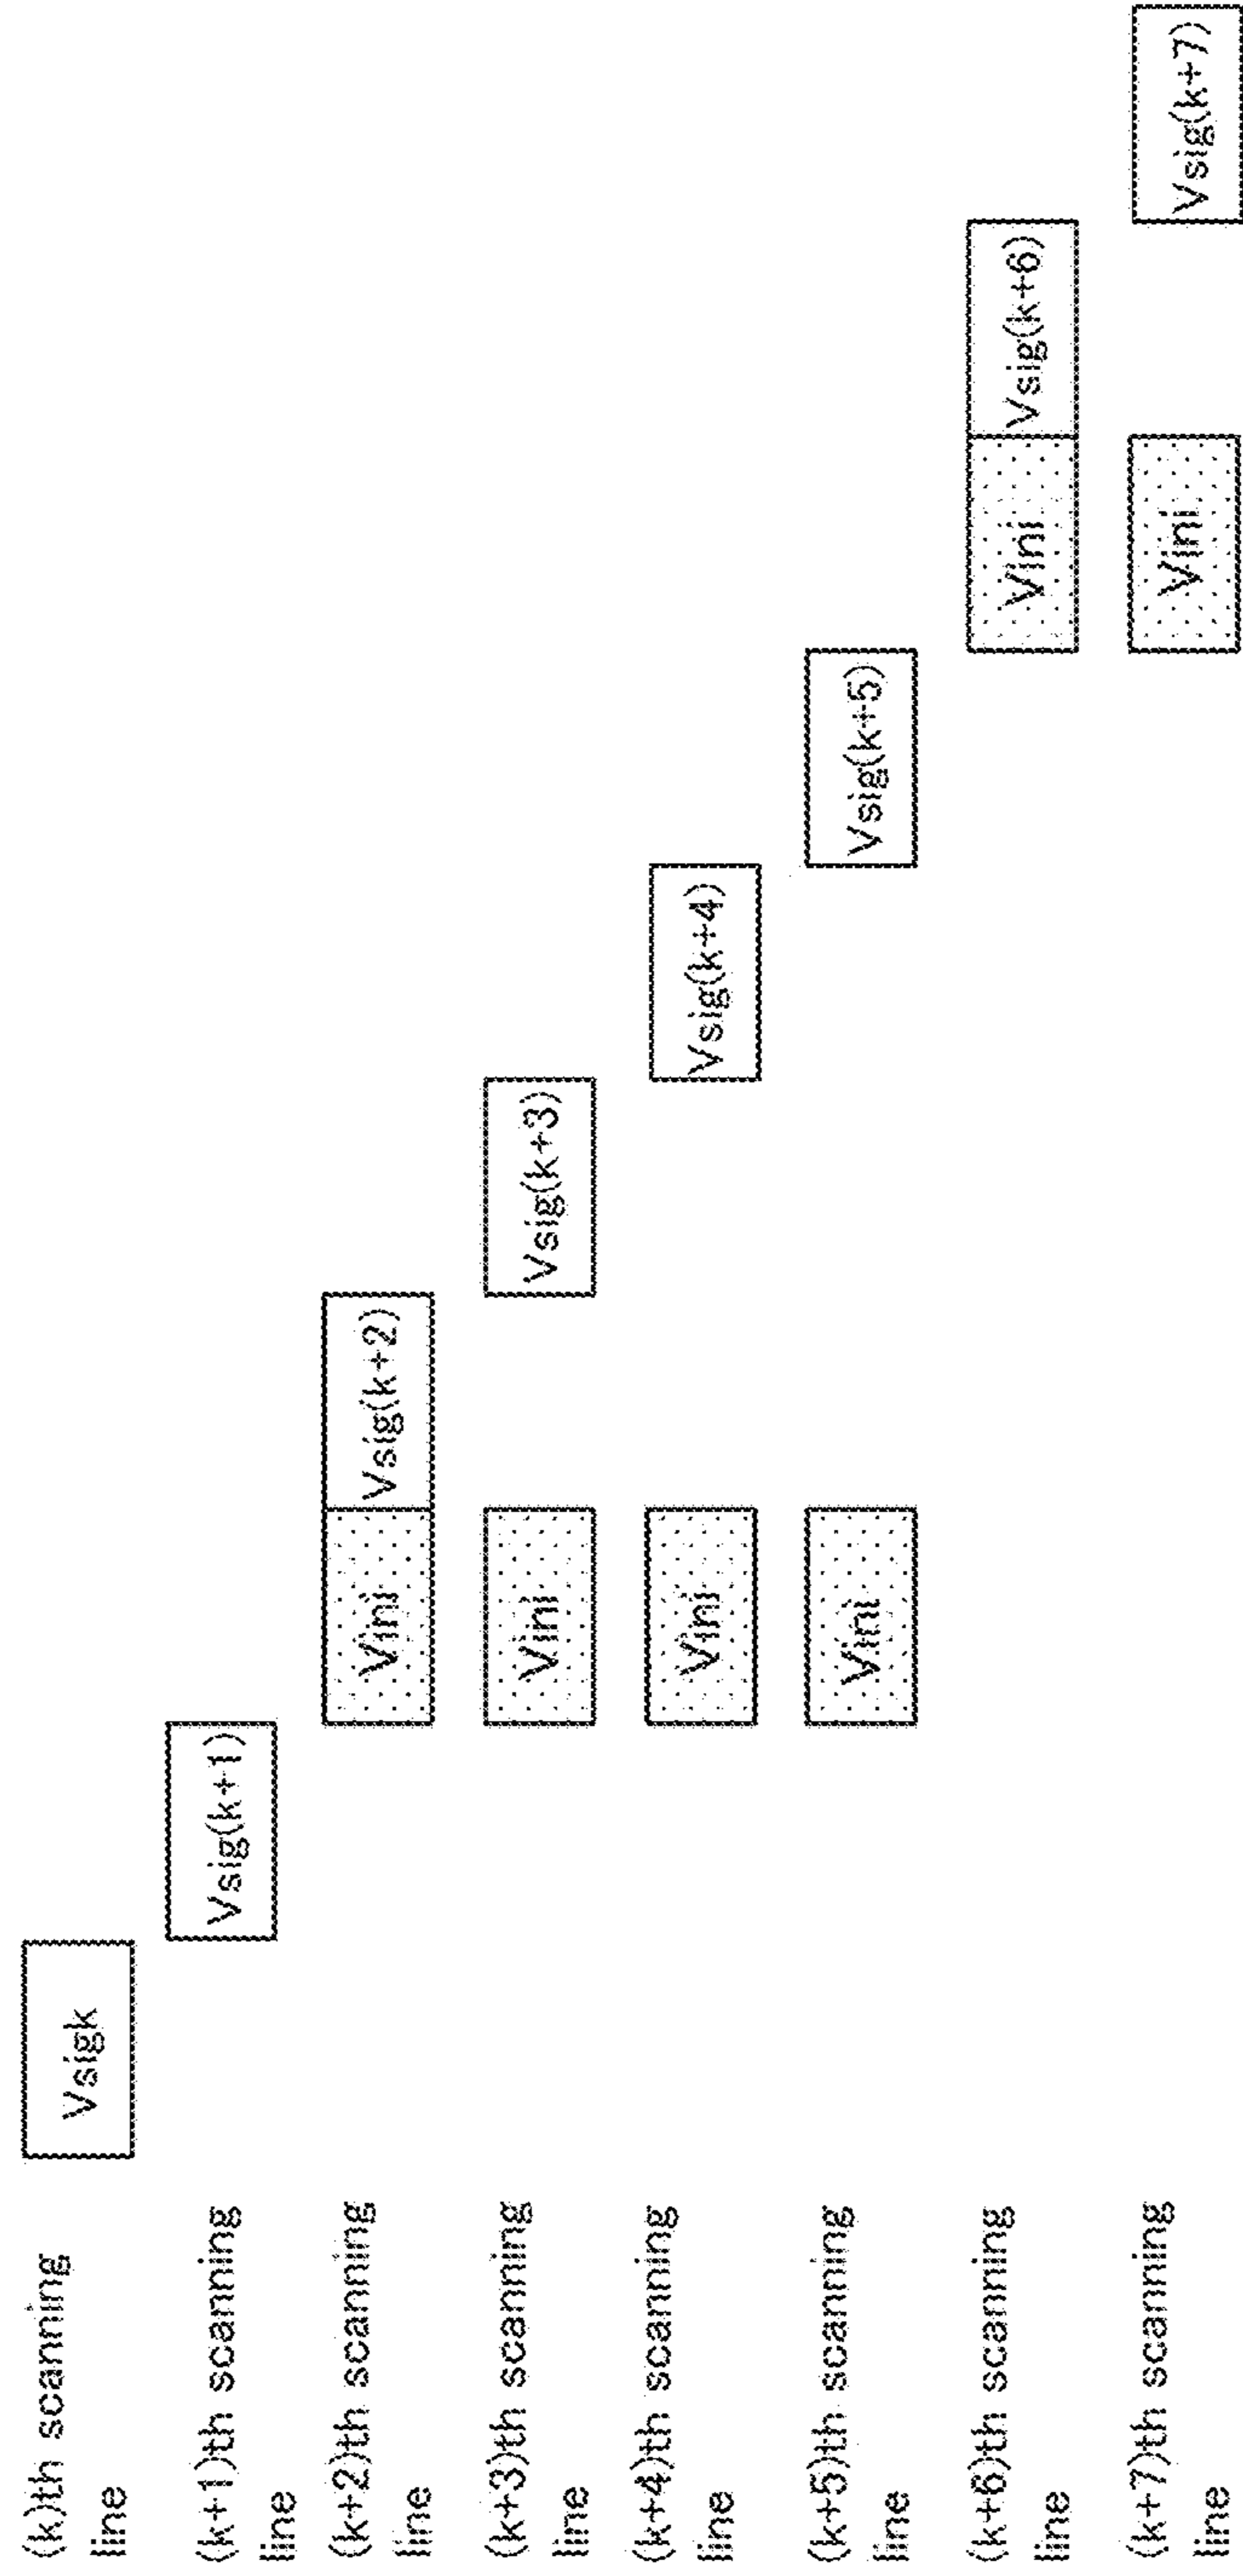 (k)th scanning
line
Vsigk
(k+1)th scanning
line
Vsig(k+1)
(k+2)th scanning
line
Vini
Vsig(k+2)
(k+3)th scanning
line
Vini
Vsig(k+3)
(k+4)th scanning
line
Vini
Vsig(k+4)
(k+5)th scanning
line
Vini
Vsig(k+5)
(k+6)th scanning
line
Vini
Vsig(k+6)
(k+7)th scanning
line
Vini
Vsig(k+7)